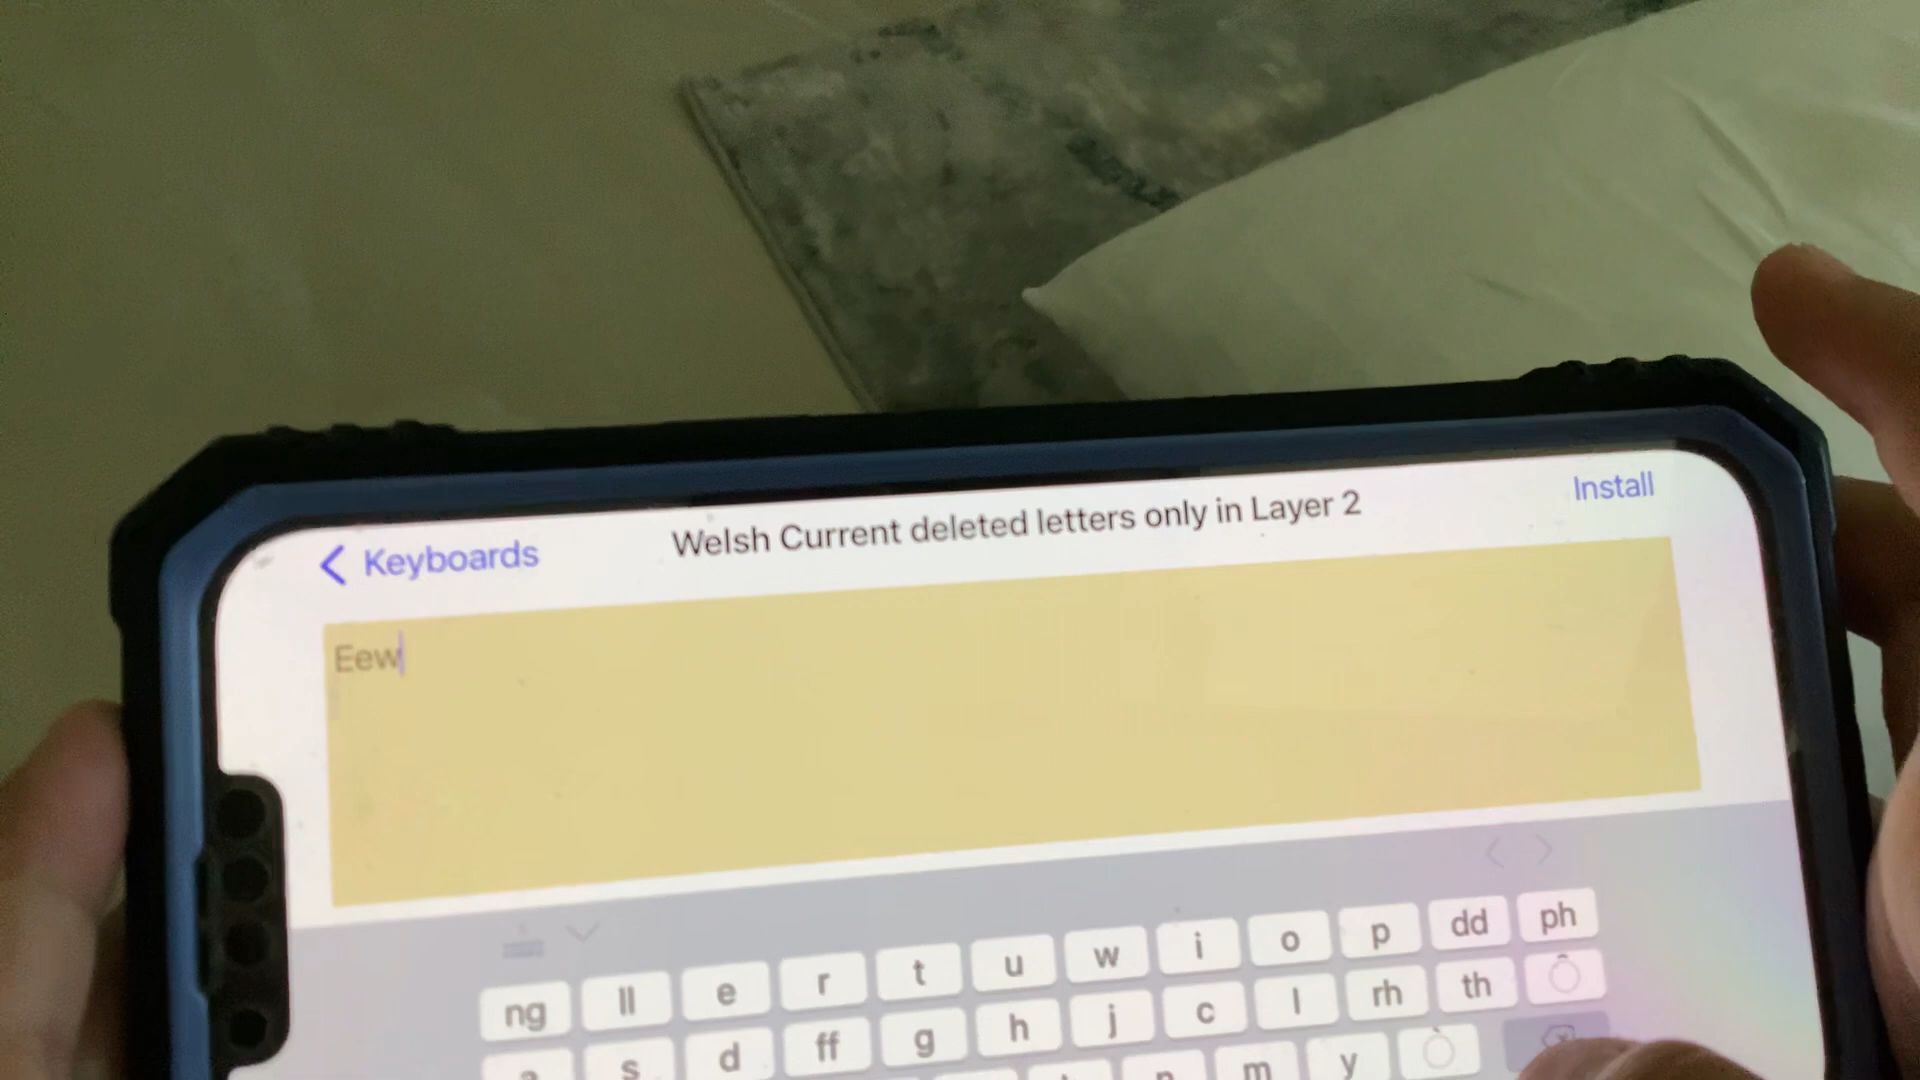 Keyboards Welsh Current deleted letters only in Layer 2 Install
Eew
ng ll e r t u w i o p dd ph
a s d ff g h j c l rh th
m y